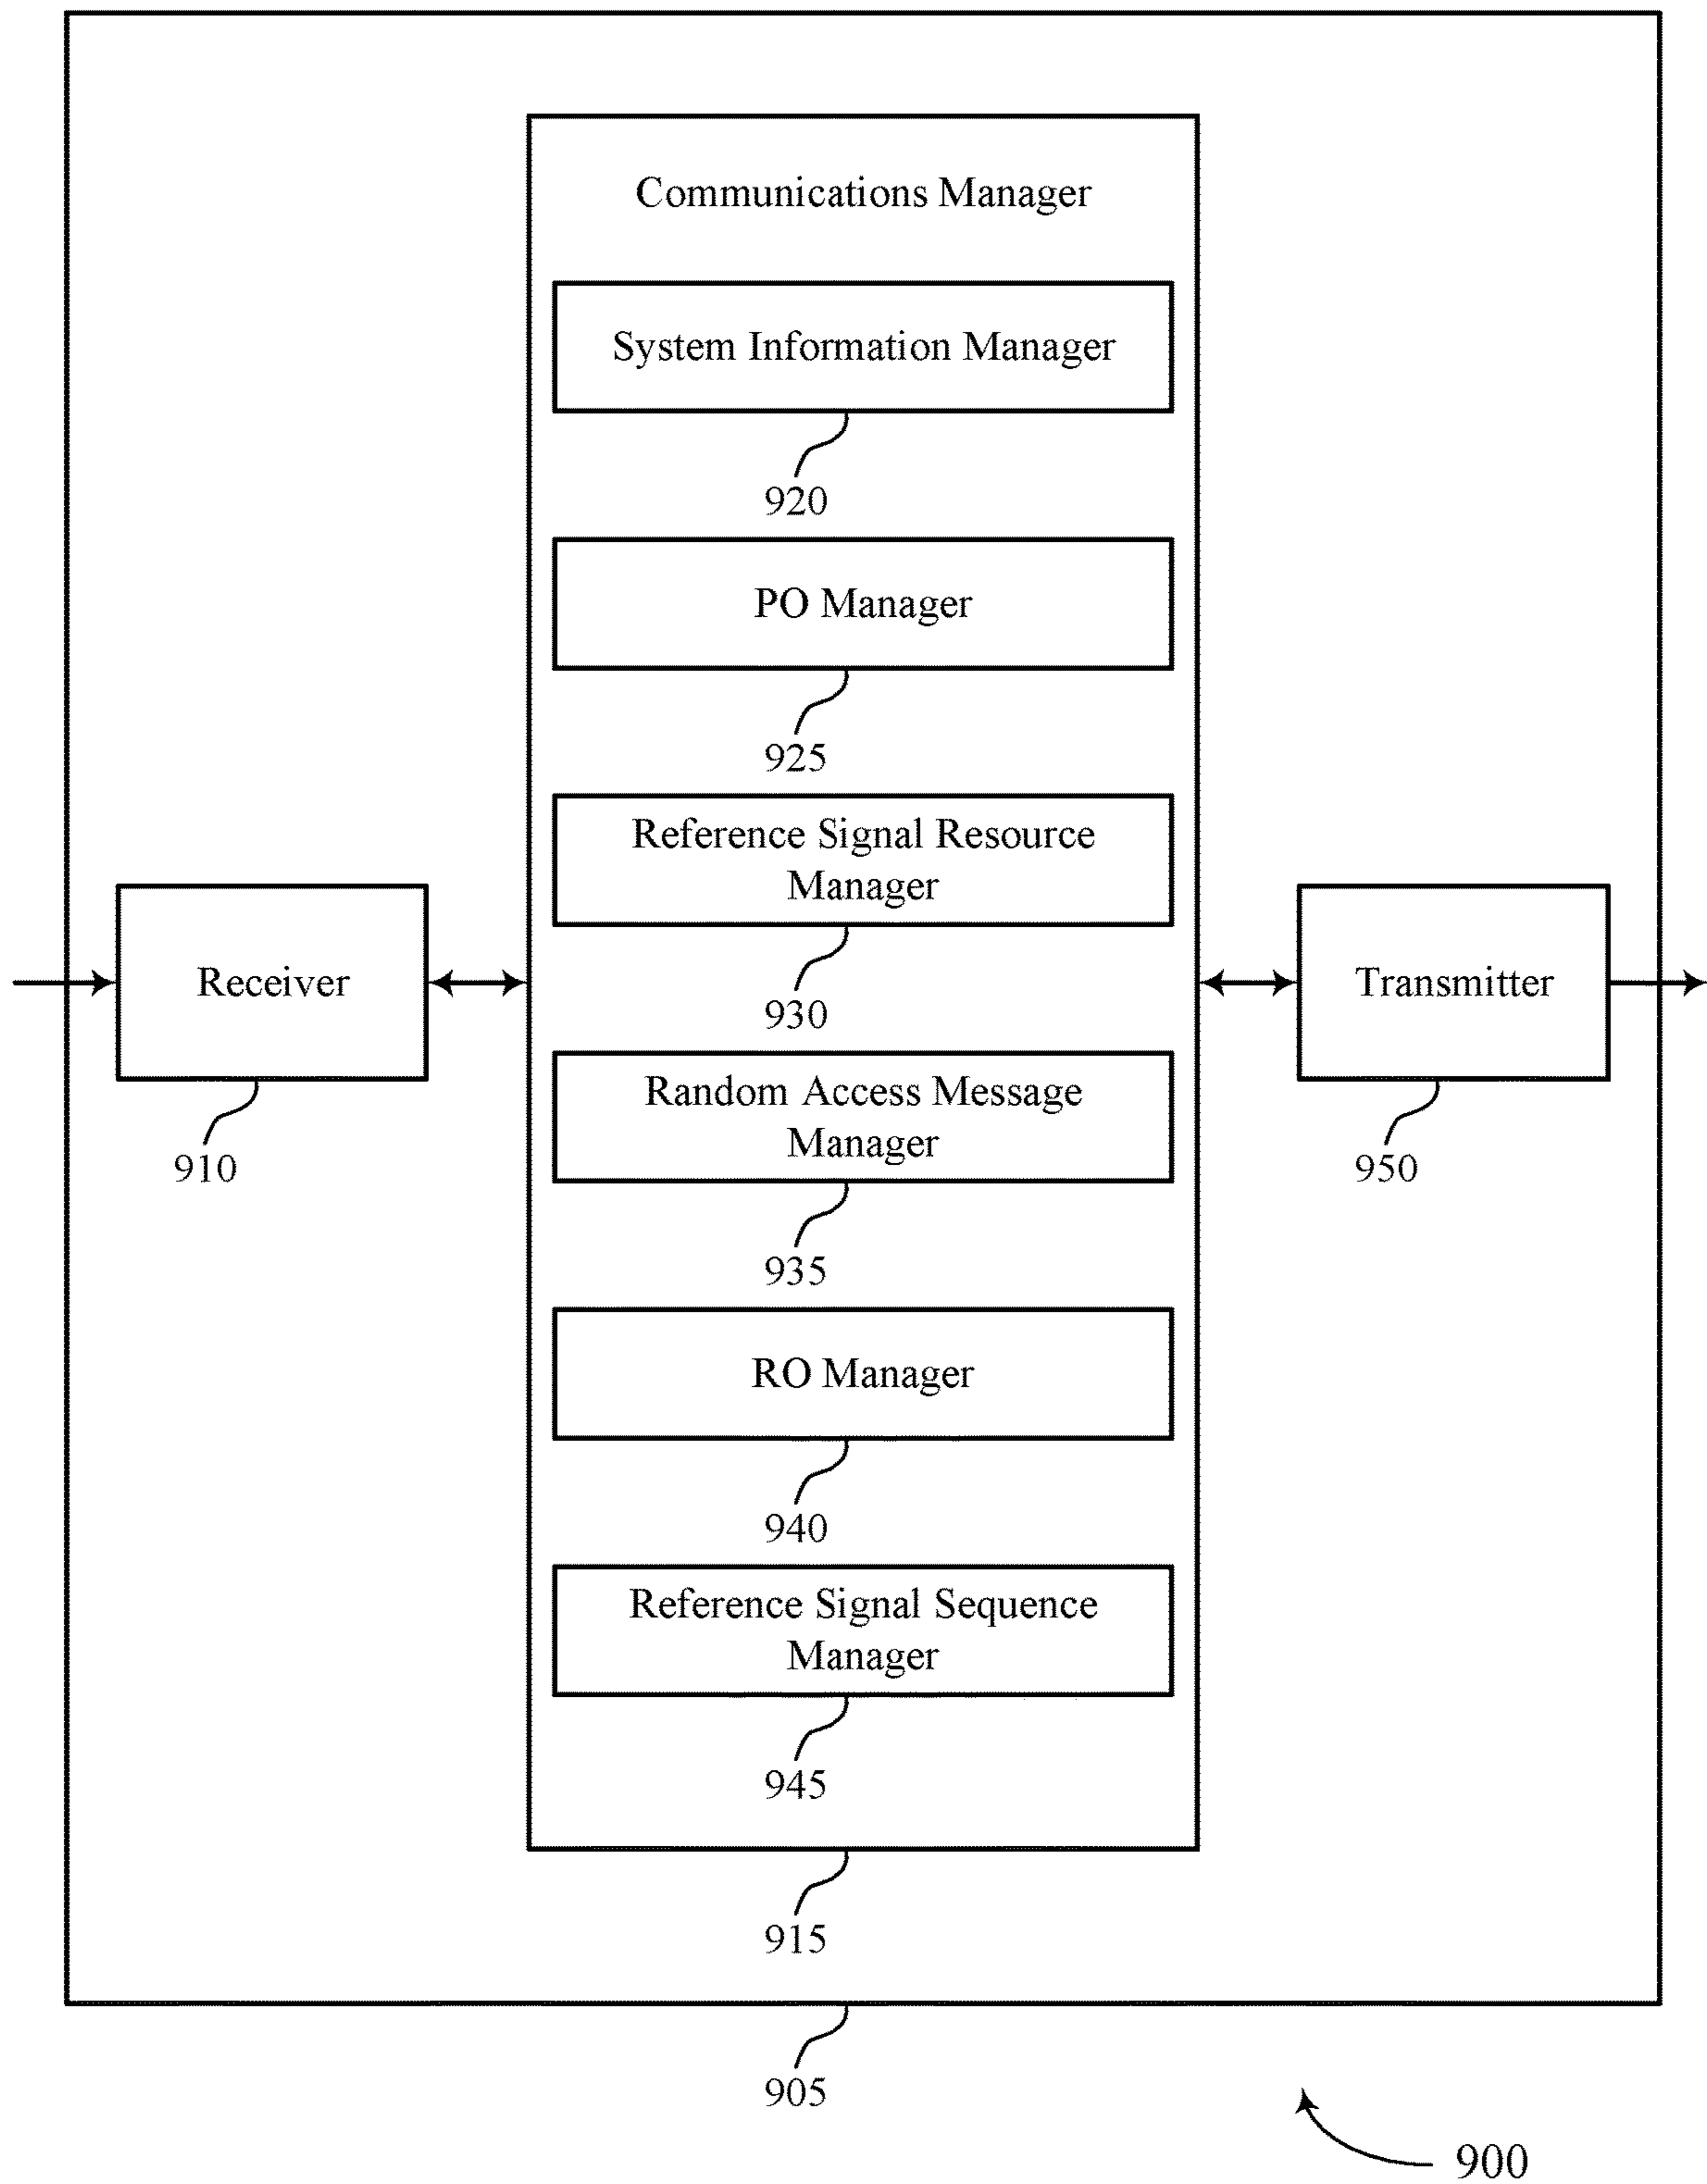 Communications Manager
System Information Manager
920
PO Manager
925
Reference Signal Resource
Manager
930
Receiver
910
Transmitter
950
Random Access Message
Manager
935
RO Manager
940
Reference Signal Sequence
Manager
945
915
905
900